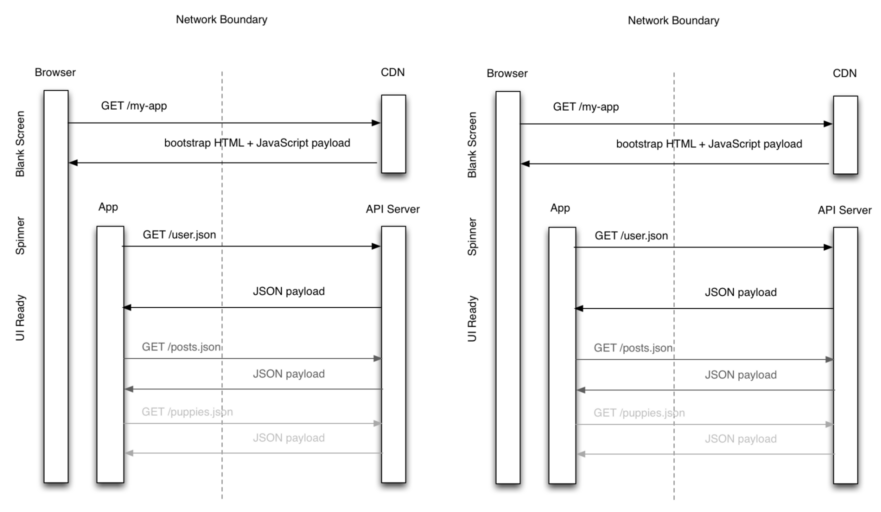 Network Boundary
Browser
CDN
GET /my-app
Blank Screen
bootstrap HTML + JavaScript payload
App
API Server
Spinner
GET /user.json
UI Ready
JSON payload
GET /posts.json
JSON payload
GET /puppies.json
JSON payload
Network Boundary
Browser
CDN
GET /my-app
Blank Screen
bootstrap HTML + JavaScript payload
App
API Server
Spinner
GET /user.json
UI Ready
JSON payload
GET /posts.json
JSON payload
GET /puppies.json
JSON payload